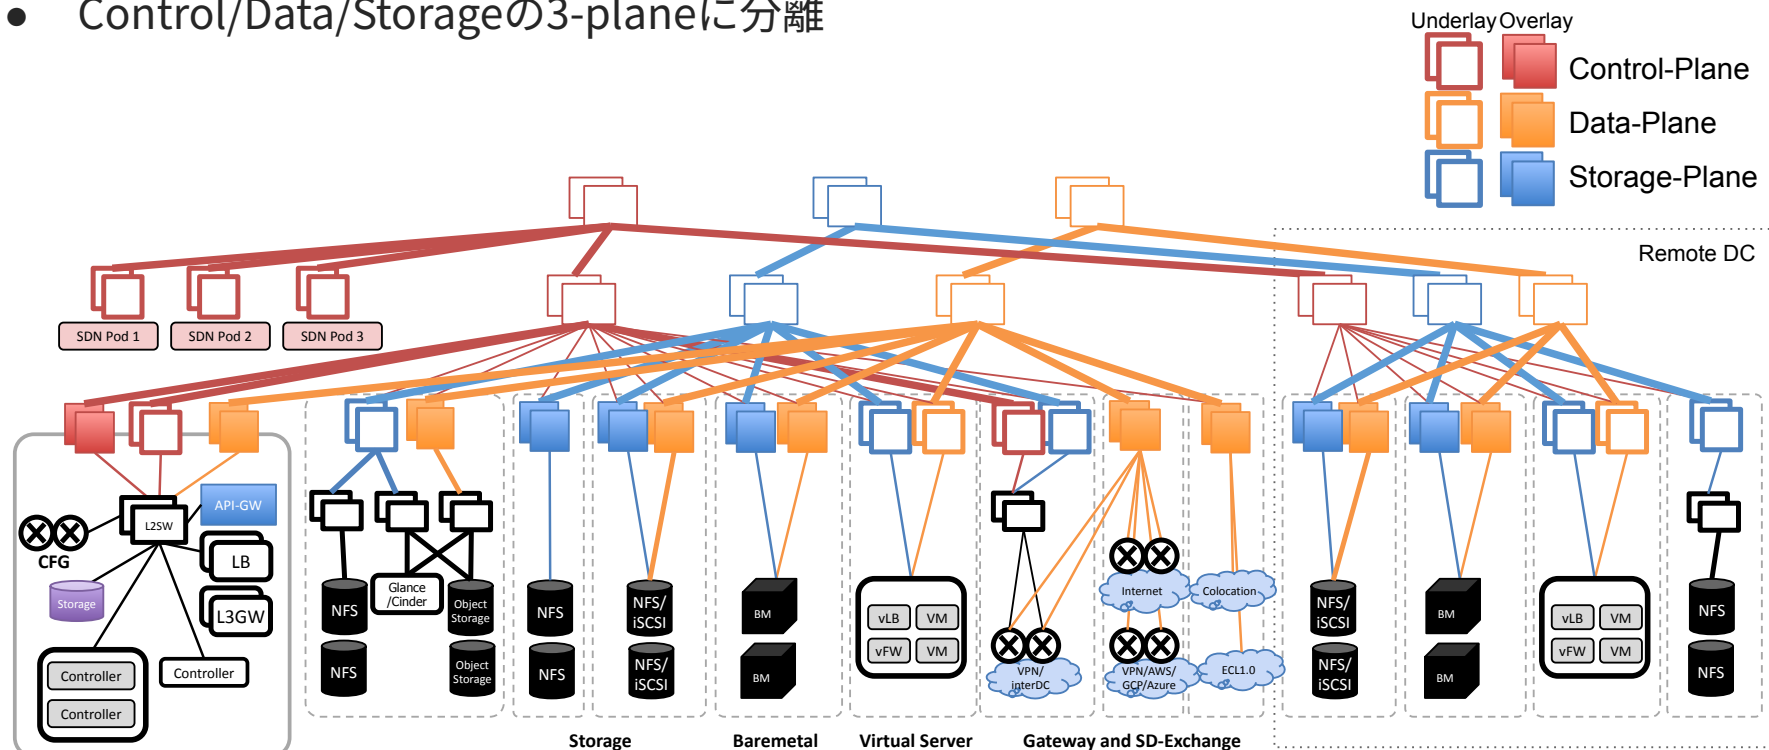 ● Control/Data/Storageの3-planeに分離
Underlay Overlay
Control-Plane
Data-Plane
Storage-Plane
Remote DC
SDN Pod 1
SDN Pod 2
SDN Pod 3
L2SW
API-GW
CFG
LB
Storage
L3GW
Controller
Controller
Controller
NFS
NFS
Glance
/Cinder
Object
Storage
Object
Storage
NFS
NFS
NFS/
iSCSI
NFS/
iSCSI
BM
BM
vLB
VM
vFW
VM
VPN/
interDC
Internet
VPN/AWS/
GCP/Azure
Colocation
ECL1.0
NFS/
iSCSI
NFS/
iSCSI
BM
BM
vLB
VM
vFW
VM
NFS
NFS
Storage
Baremetal
Virtual Server
Gateway and SD-Exchange